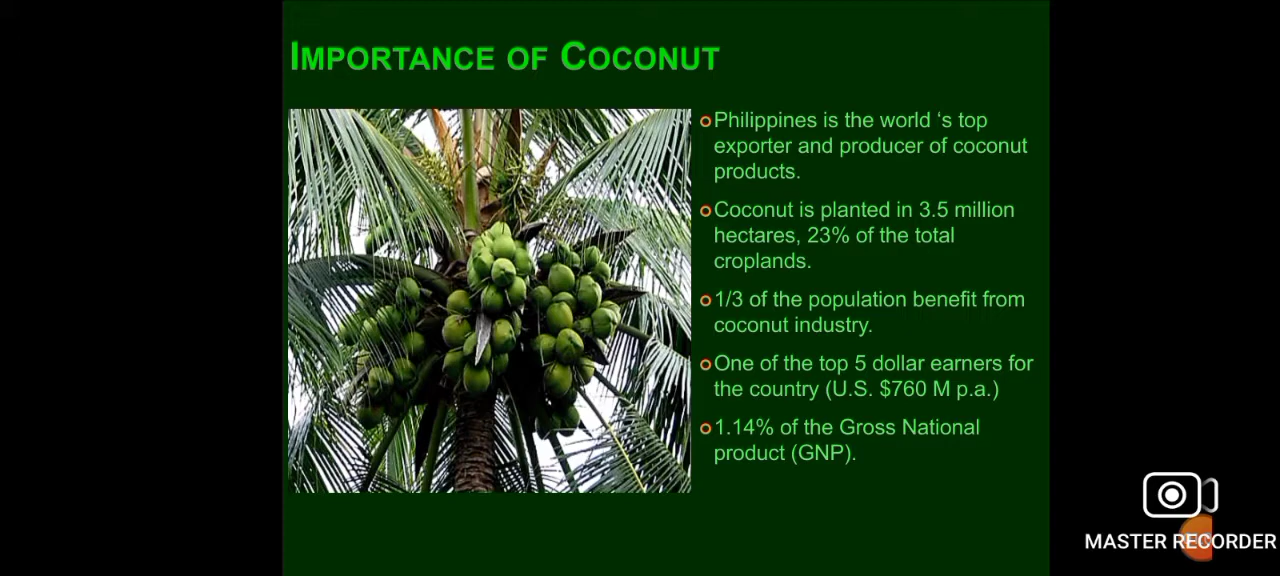 IMPORTANCE OF COCONUT
Philippines is the world ‘s top
exporter and producer of coconut
products.
Coconut is planted in 3.5 million
hectares, 23% of the total
croplands.
1/3 of the population benefit from
coconut industry.
One of the top 5 dollar earners for
the country (U.S. $760 M p.a.)
1.14% of the Gross National
product (GNP).
MASTER RECORDER